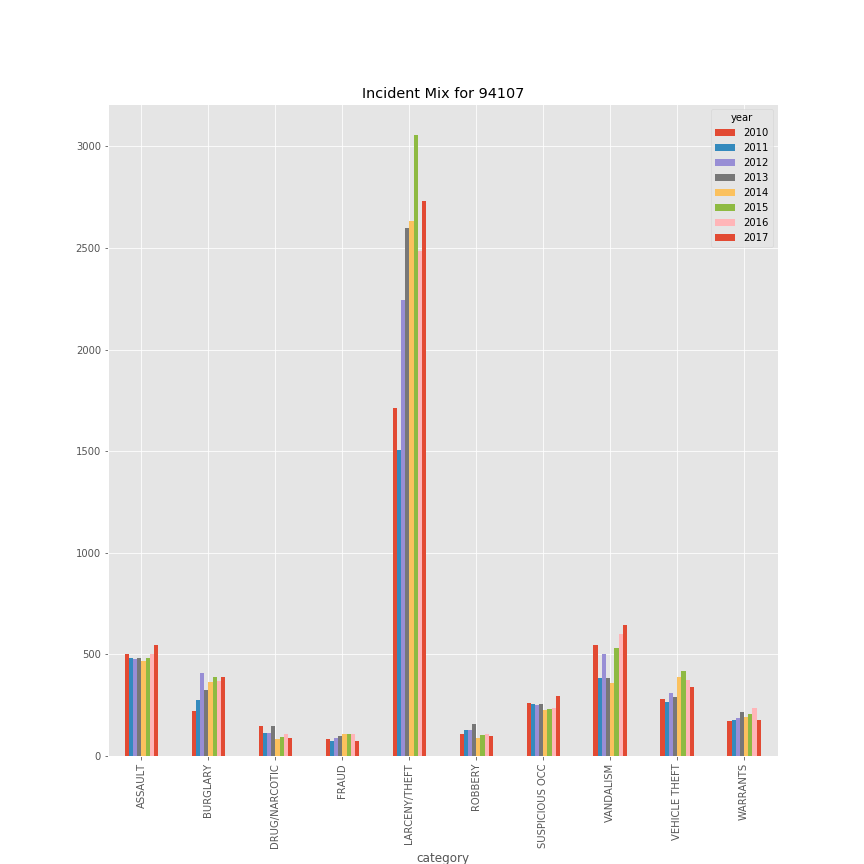 Incident Mix for 94107
year
2010
2011
2012
2013
2014
2015
2016
2017
3000
2500
2000
1500
1000
500
0
ASSAULT
BURGLARY
DRUG/NARCOTIC
FRAUD
LARCENY/THEFT
ROBBERY
SUSPICIOUS OCC
VANDALISM
VEHICLE THEFT
WARRANTS
category